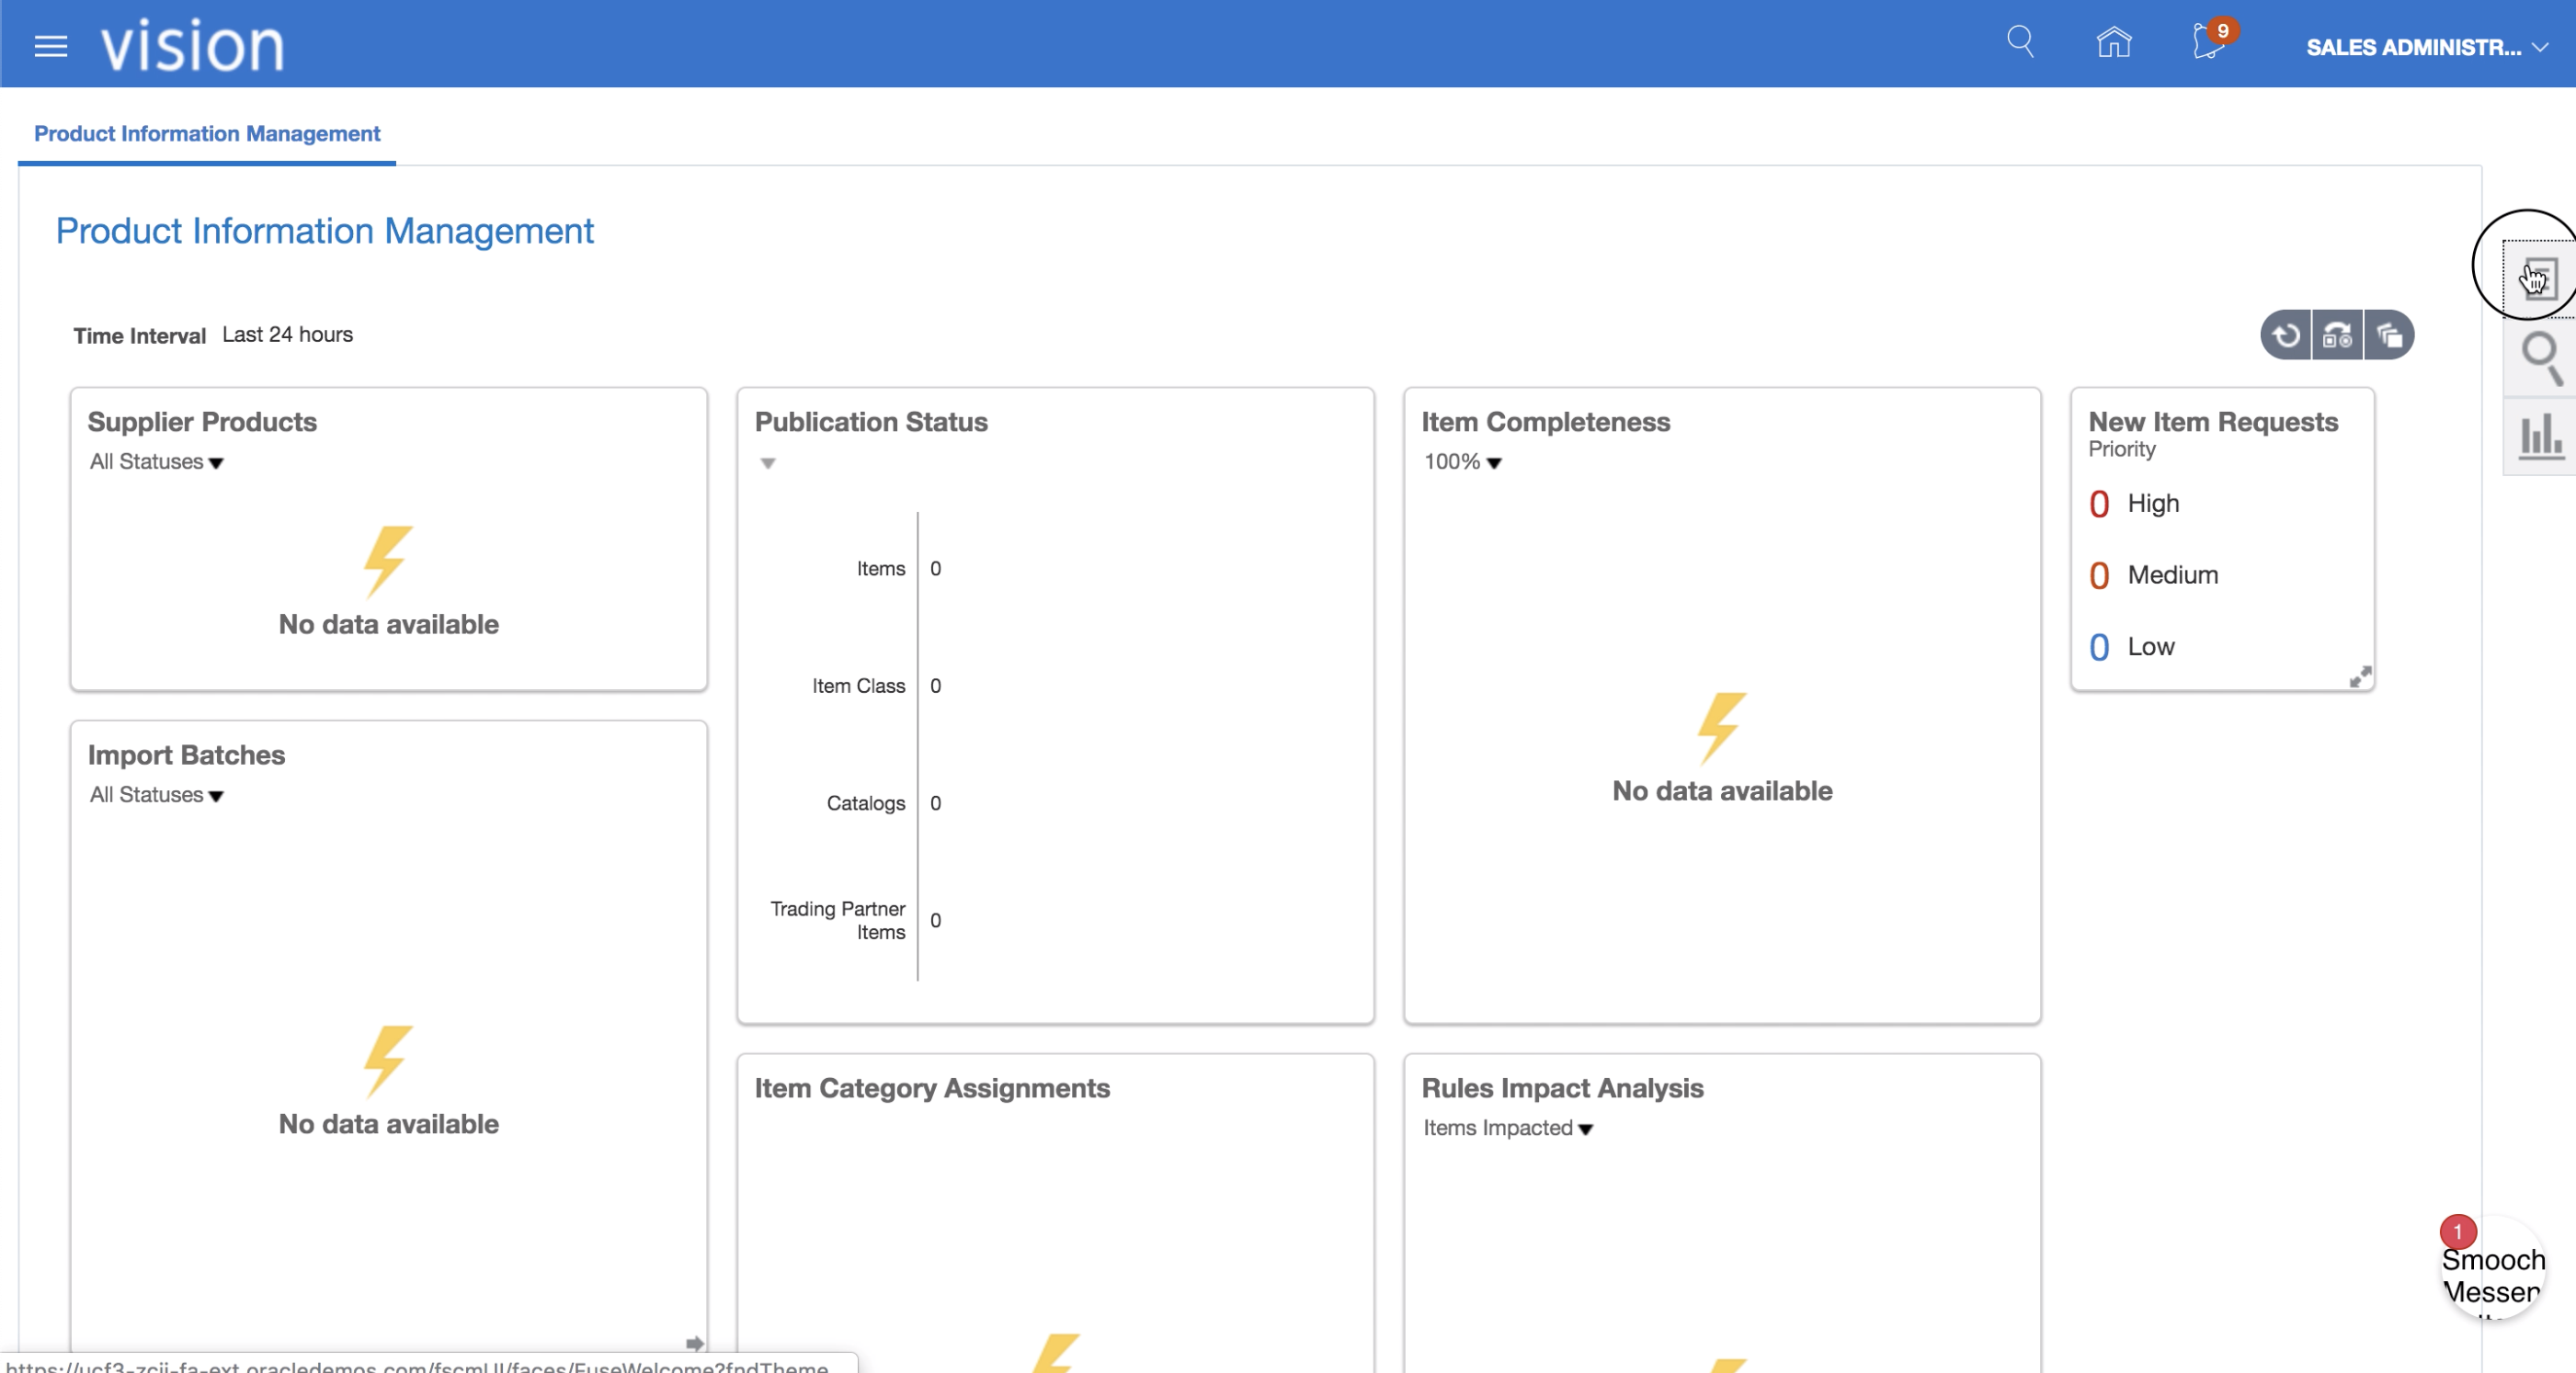 vision
9
SALES ADMINISTR...
Product Information Management
Product Information Management
Time Interval Last 24 hours
Supplier Products
All Statuses
No data available
Publication Status
Items 0
Item Class 0
Catalogs 0
Trading Partner
Items 0
Item Completeness
100%
No data available
New Item Requests
Priority
0 High
0 Medium
0 Low
Import Batches
All Statuses
No data available
Item Category Assignments
Rules Impact Analysis
Items Impacted
1
Smooch
Messen
https://ucf3-zcii-fa-ext.oracledemos.com/fscmUI/faces/FuseWelcome?fndTheme